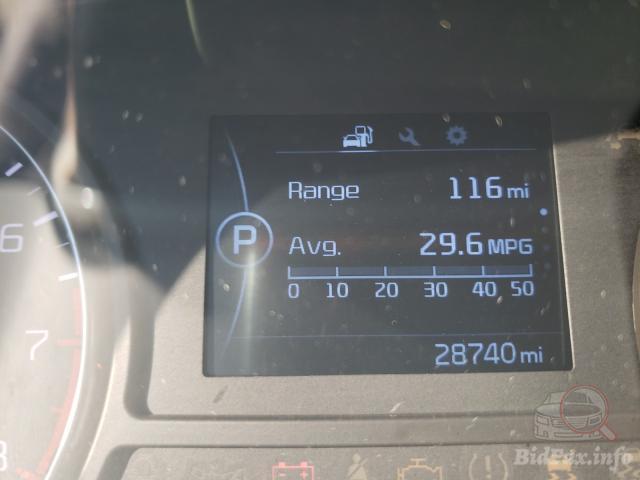 Range 116 mi
P
Avg. 29.6 MPG
0 10 20 30 40 50
28740 mi
6
7
8
BidFax.info